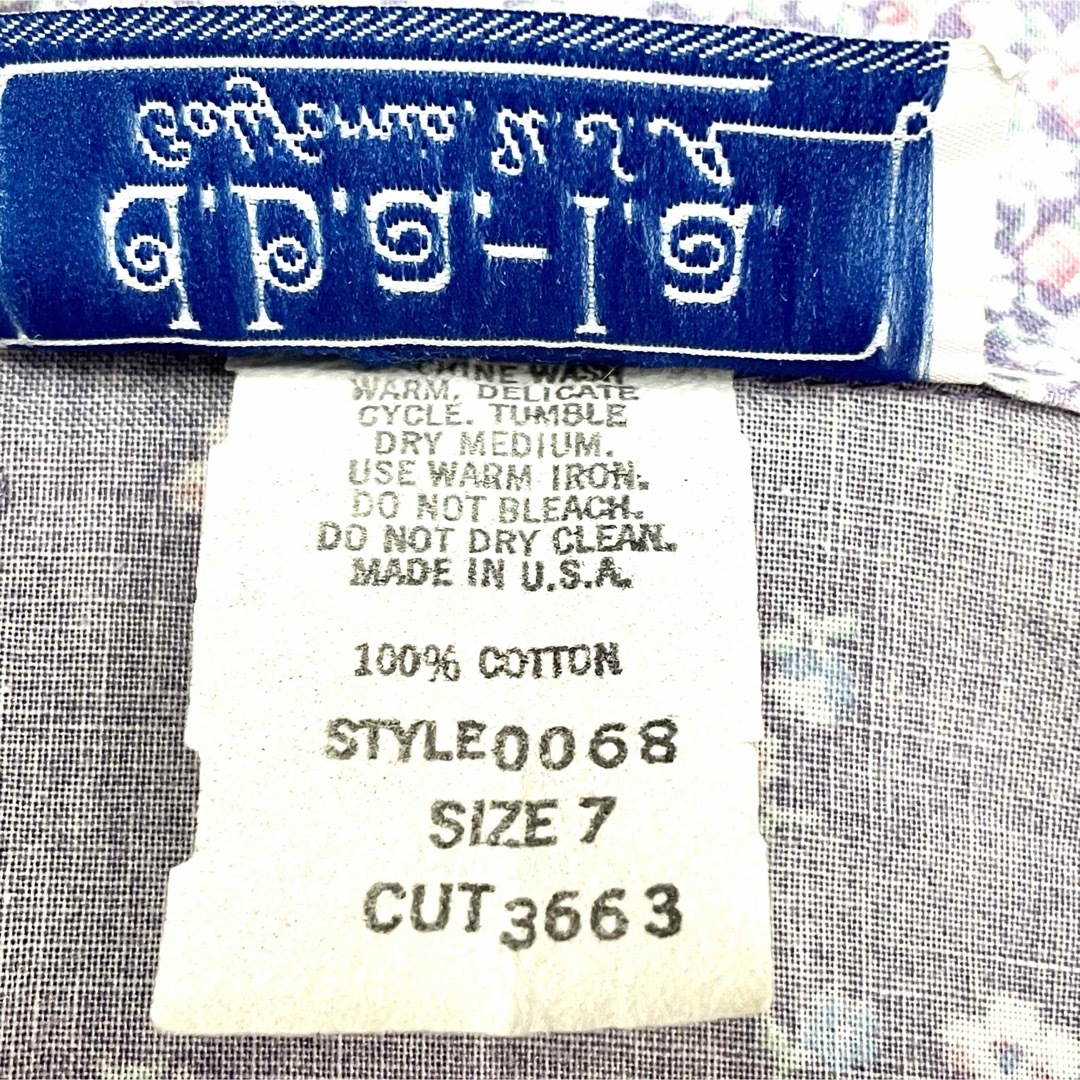 CHINE WASH
WARM, DELICATE
CYCLE. TUMBLE
DRY MEDIUM.
USE WARM IRON.
DO NOT BLEACH.
DO NOT DRY CLEAN.
MADE IN U.S.A.
100% COTTON
STYLE 0068
SIZE 7
CUT 3663